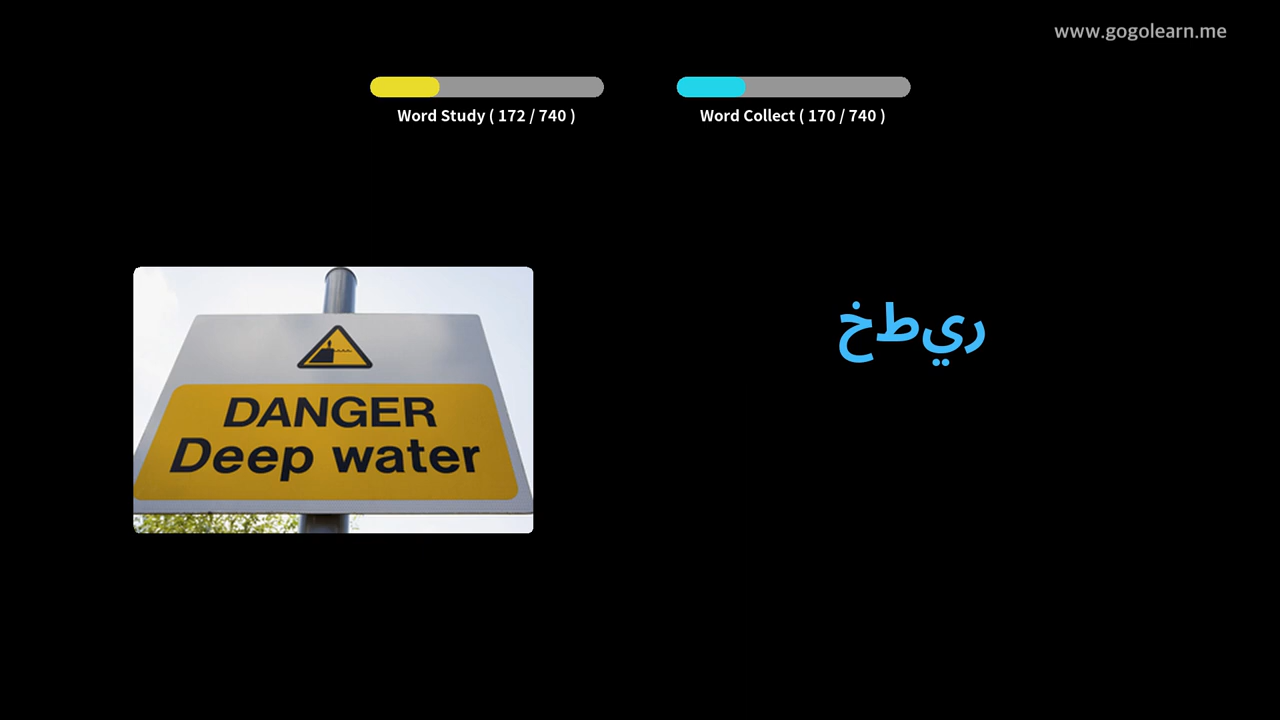 www.gogolearn.me
Word Study ( 172 / 740 )
Word Collect ( 170 / 740 )
DANGER
Deep water
ريطخ